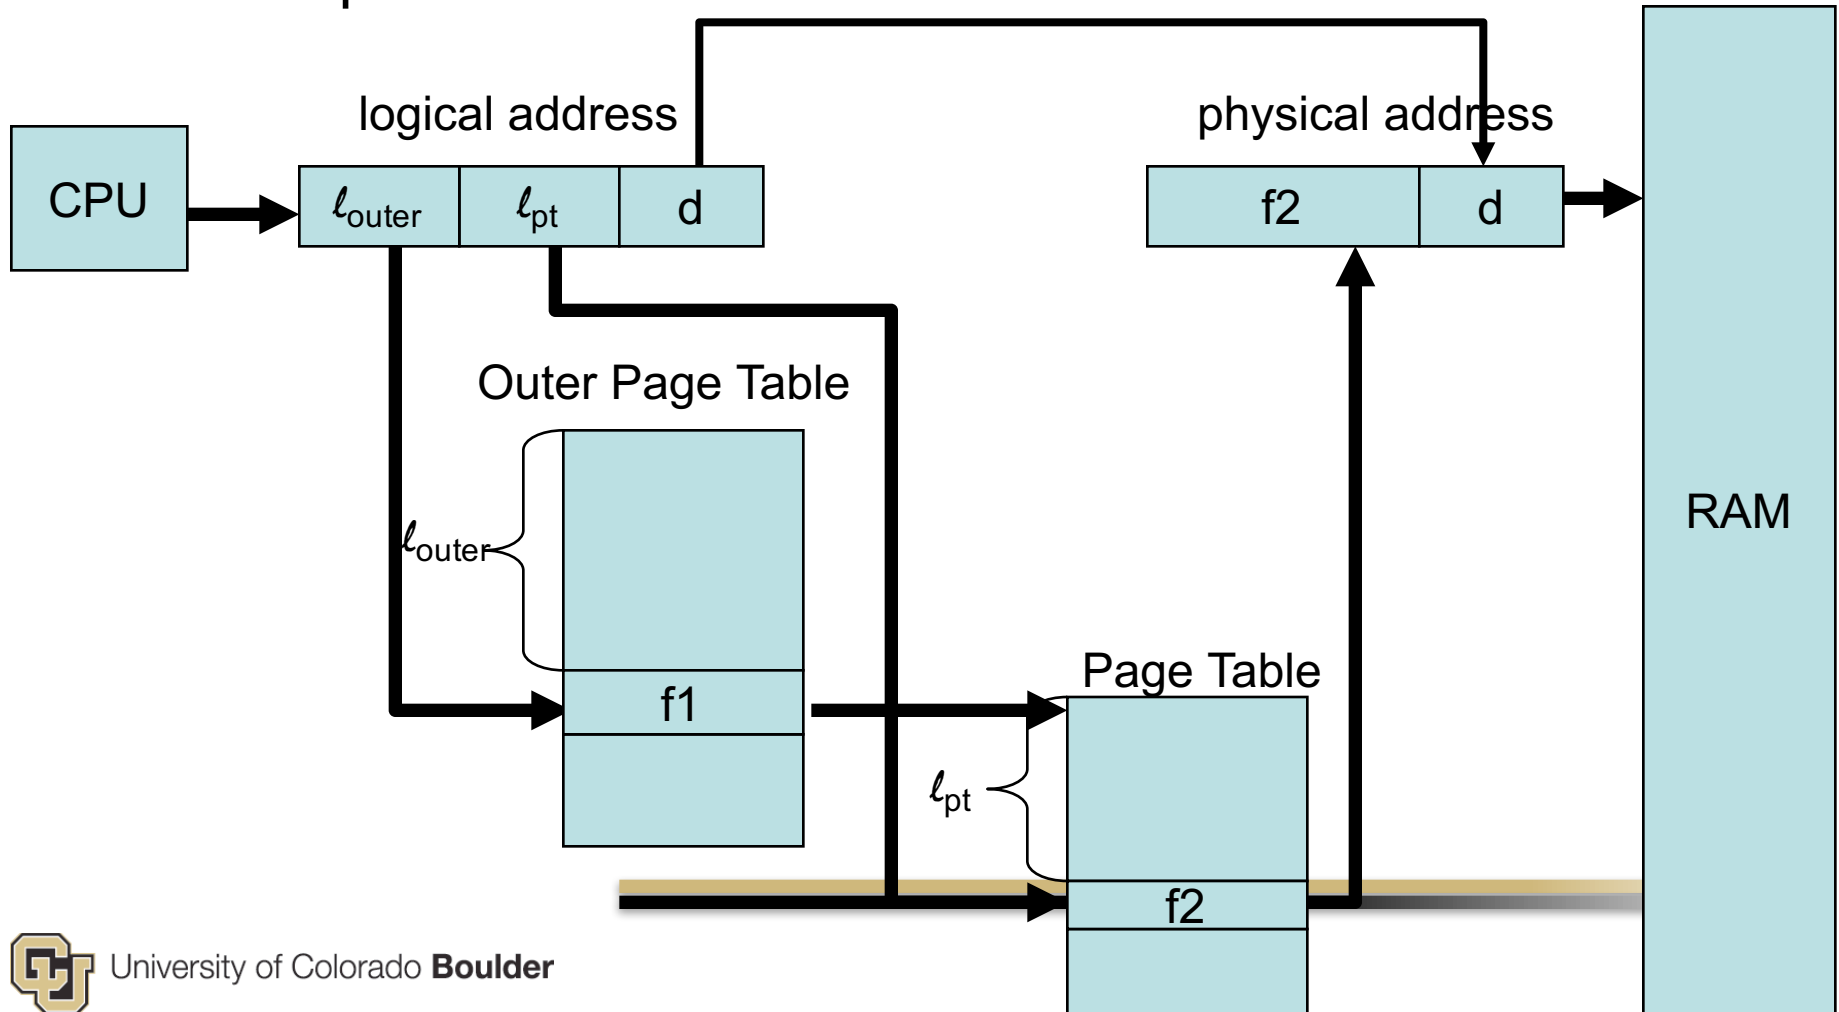 logical address
physical address
CPU
ℓouter
ℓpt
d
f2
d
Outer Page Table
ℓouter
f1
RAM
Page Table
ℓpt
f2
University of Colorado Boulder